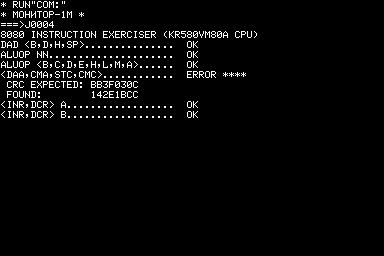 * RUN"COM:"
* МОНИТОР-1М *
===>J0004
8080 INSTRUCTION EXERCISER (KR580VM80A CPU)
DAD <B,D,H,SP>............... OK
ALUOP NN..................... OK
ALUOP <B,C,D,E,H,L,M,A>...... OK
<DAA,CMA,STC,CMC>............ ERROR ****
CRC EXPECTED: BB3F030C
FOUND: 142E1BCC
<INR,DCR> A.................. OK
<INR,DCR> B.................. OK